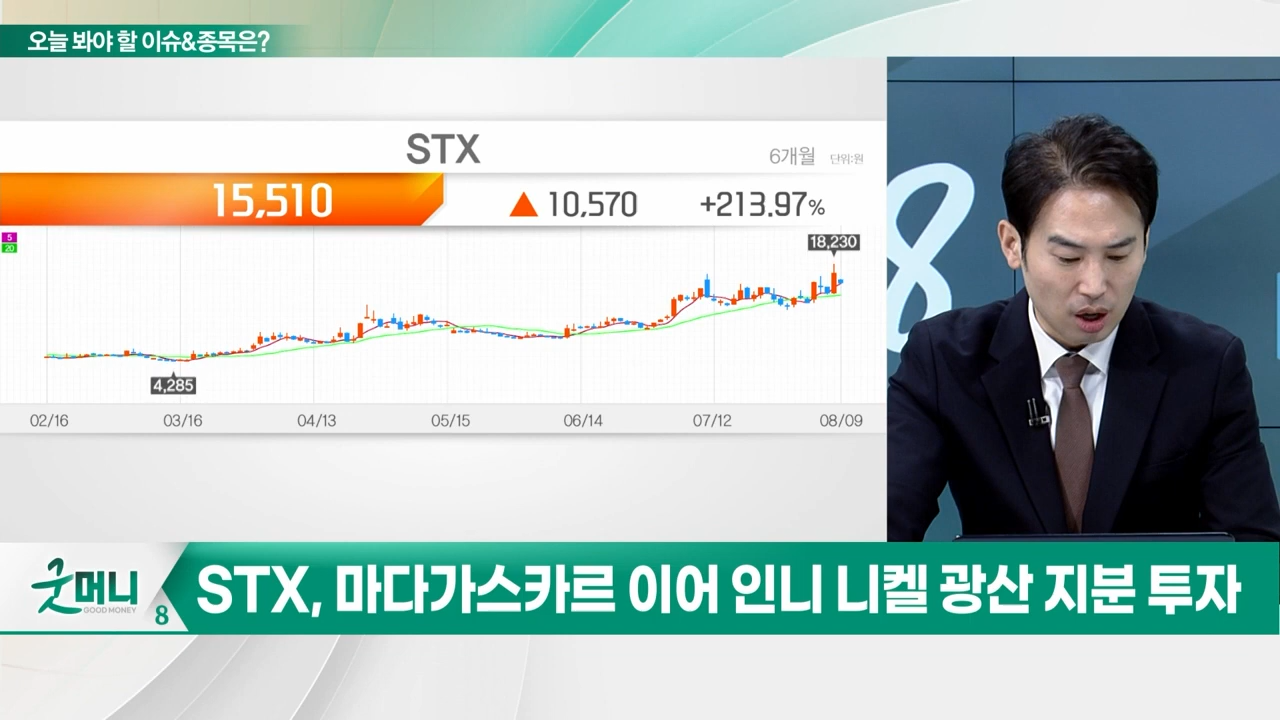 오늘 봐야 할 이슈&종목은?
STX
6개월 단위:원
15,510 ▲ 10,570 +213.97%
5
20
18,230
4,285
02/16 03/16 04/13 05/15 06/14 07/12 08/09
8
굿머니
GOOD MONEY
8
STX, 마다가스카르 이어 인니 니켈 광산 지분 투자